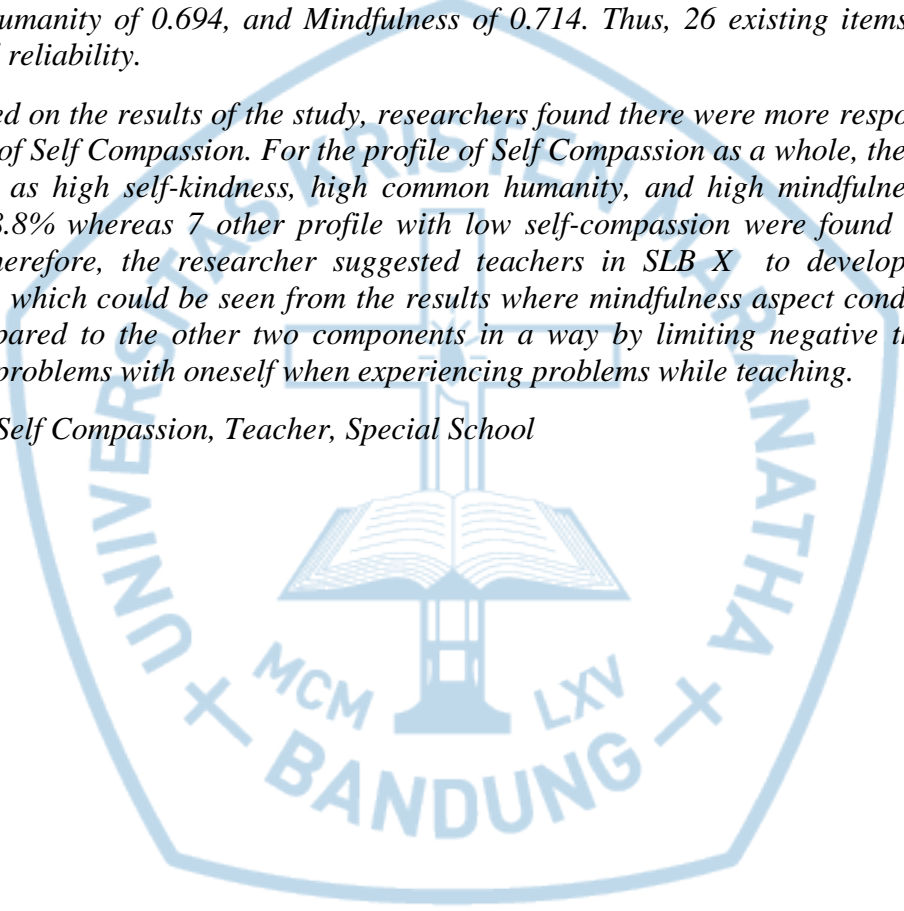 umanity of 0.694, and Mindfulness of 0.714. Thus, 26 existing items
reliability.
ed on the results of the study, researchers found there were more respo
of Self Compassion. For the profile of Self Compassion as a whole, the
as high self-kindness, high common humanity, and high mindfulne
8.8% whereas 7 other profile with low self-compassion were found
herefore, the researcher suggested teachers in SLB X to develop
which could be seen from the results where mindfulness aspect cond
pared to the other two components in a way by limiting negative th
problems with oneself when experiencing problems while teaching.
Self Compassion, Teacher, Special School
UNIVERSITAS KRISTEN MARANATHA
MCM LXV
BANDUNG